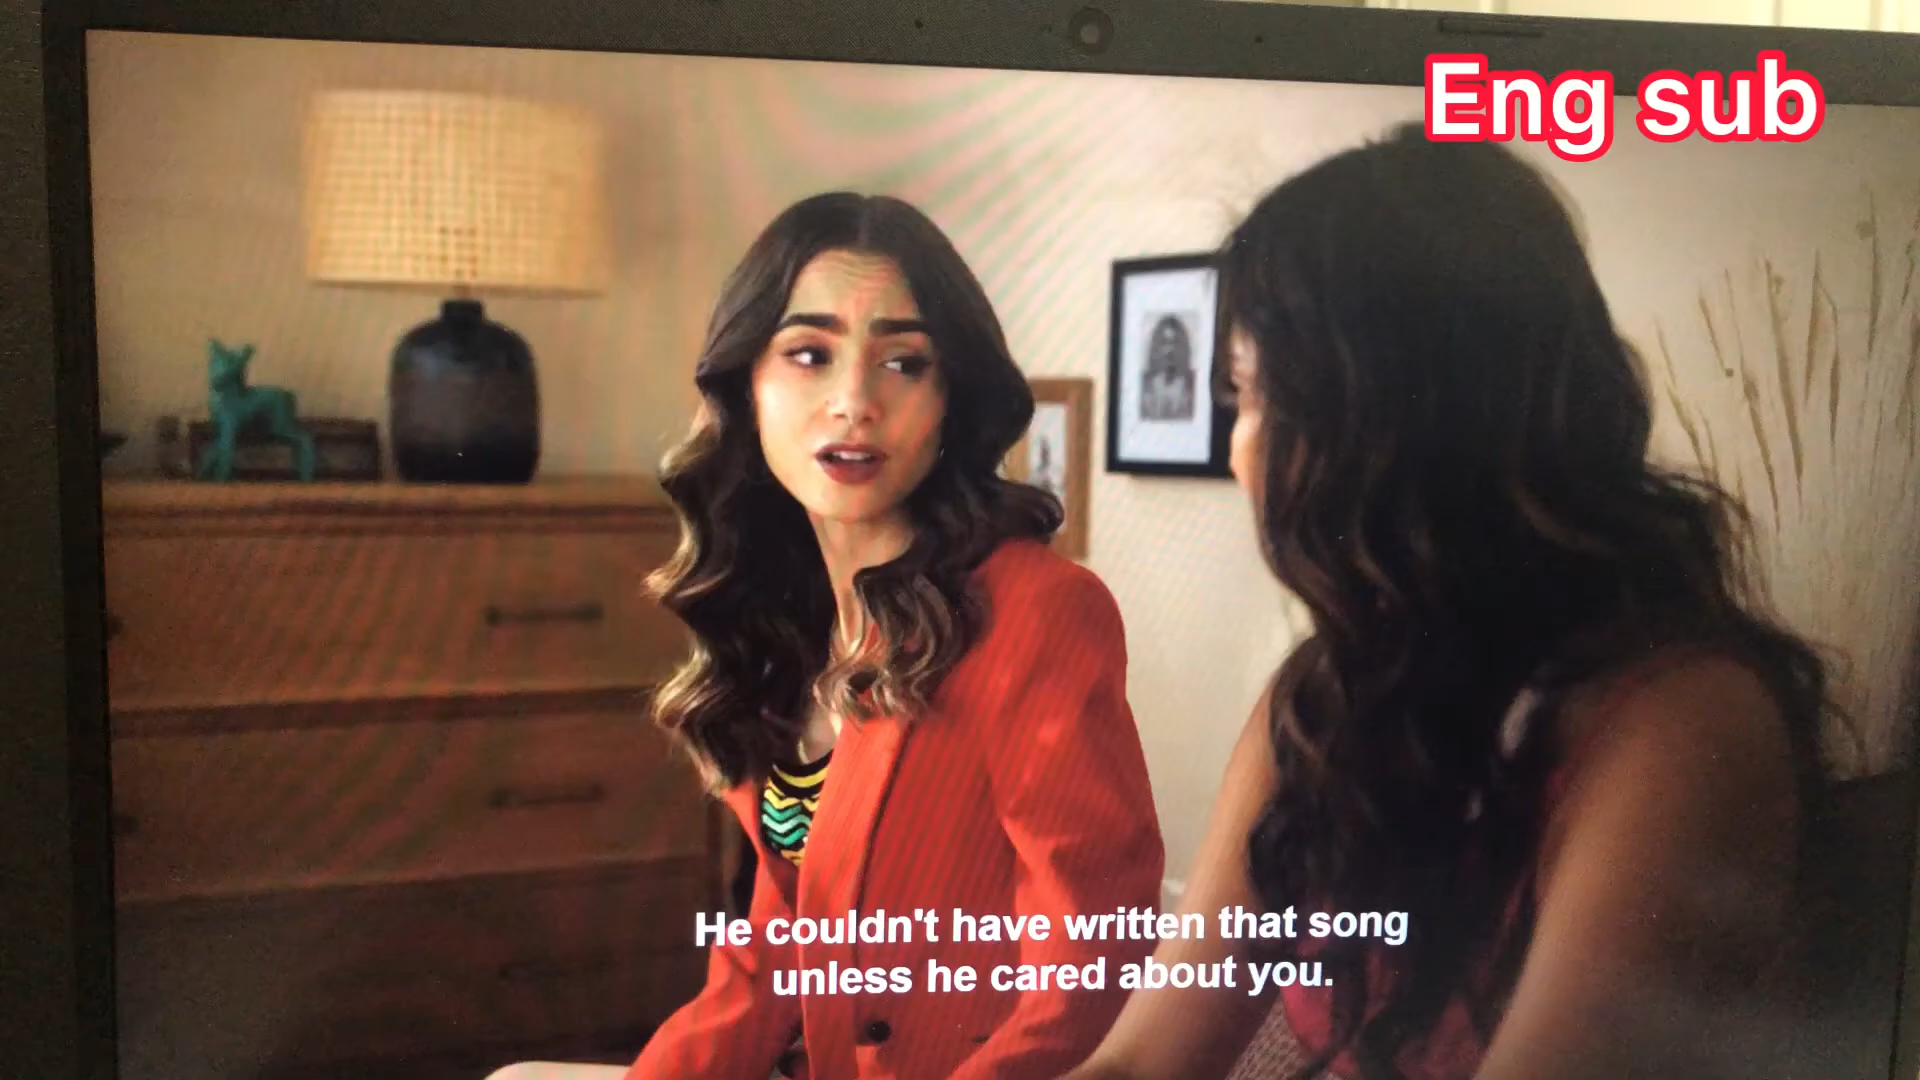 Eng sub
He couldn't have written that song
unless he cared about you.